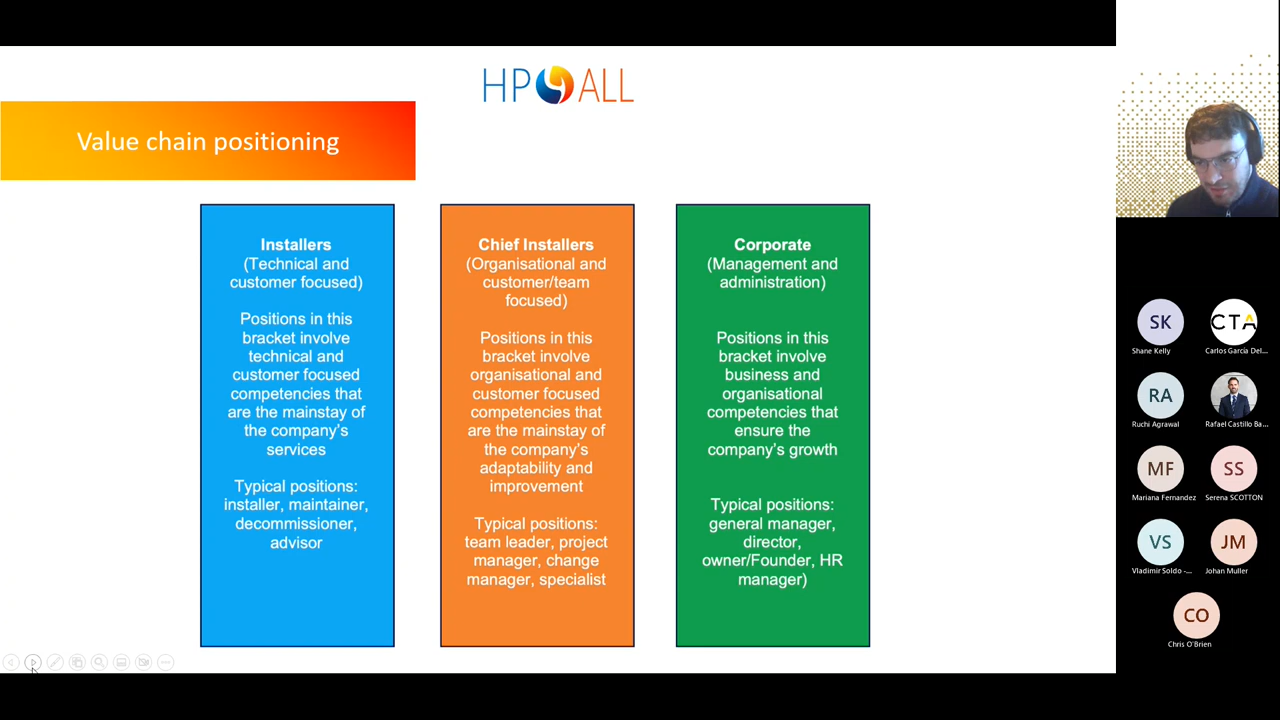 HP ALL
Value chain positioning
Installers
(Technical and
customer focused)
Positions in this
bracket involve
technical and
customer focused
competencies that
are the mainstay of
the company's
services
Typical positions:
installer, maintainer,
decommissioner,
advisor
Chief Installers
(Organisational and
customer/team
focused)
Positions in this
bracket involve
organisational and
customer focused
competencies that
are the mainstay of
the company's
adaptability and
improvement
Typical positions:
team leader, project
manager, change
manager, specialist
Corporate
(Management and
administration)
Positions in this
bracket involve
business and
organisational
competencies that
ensure the
company's growth
Typical positions:
general manager,
director,
owner/Founder, HR
manager)
SK
Shane Kelly
CTA
Carlos García Del...
RA
Ruchi Agrawal
Rafael Castillo Ba...
MF
Mariana Fernandez
SS
Serena SCOTTON
VS
Vladimir Soldo -...
JM
Johan Muller
CO
Chris O'Brien